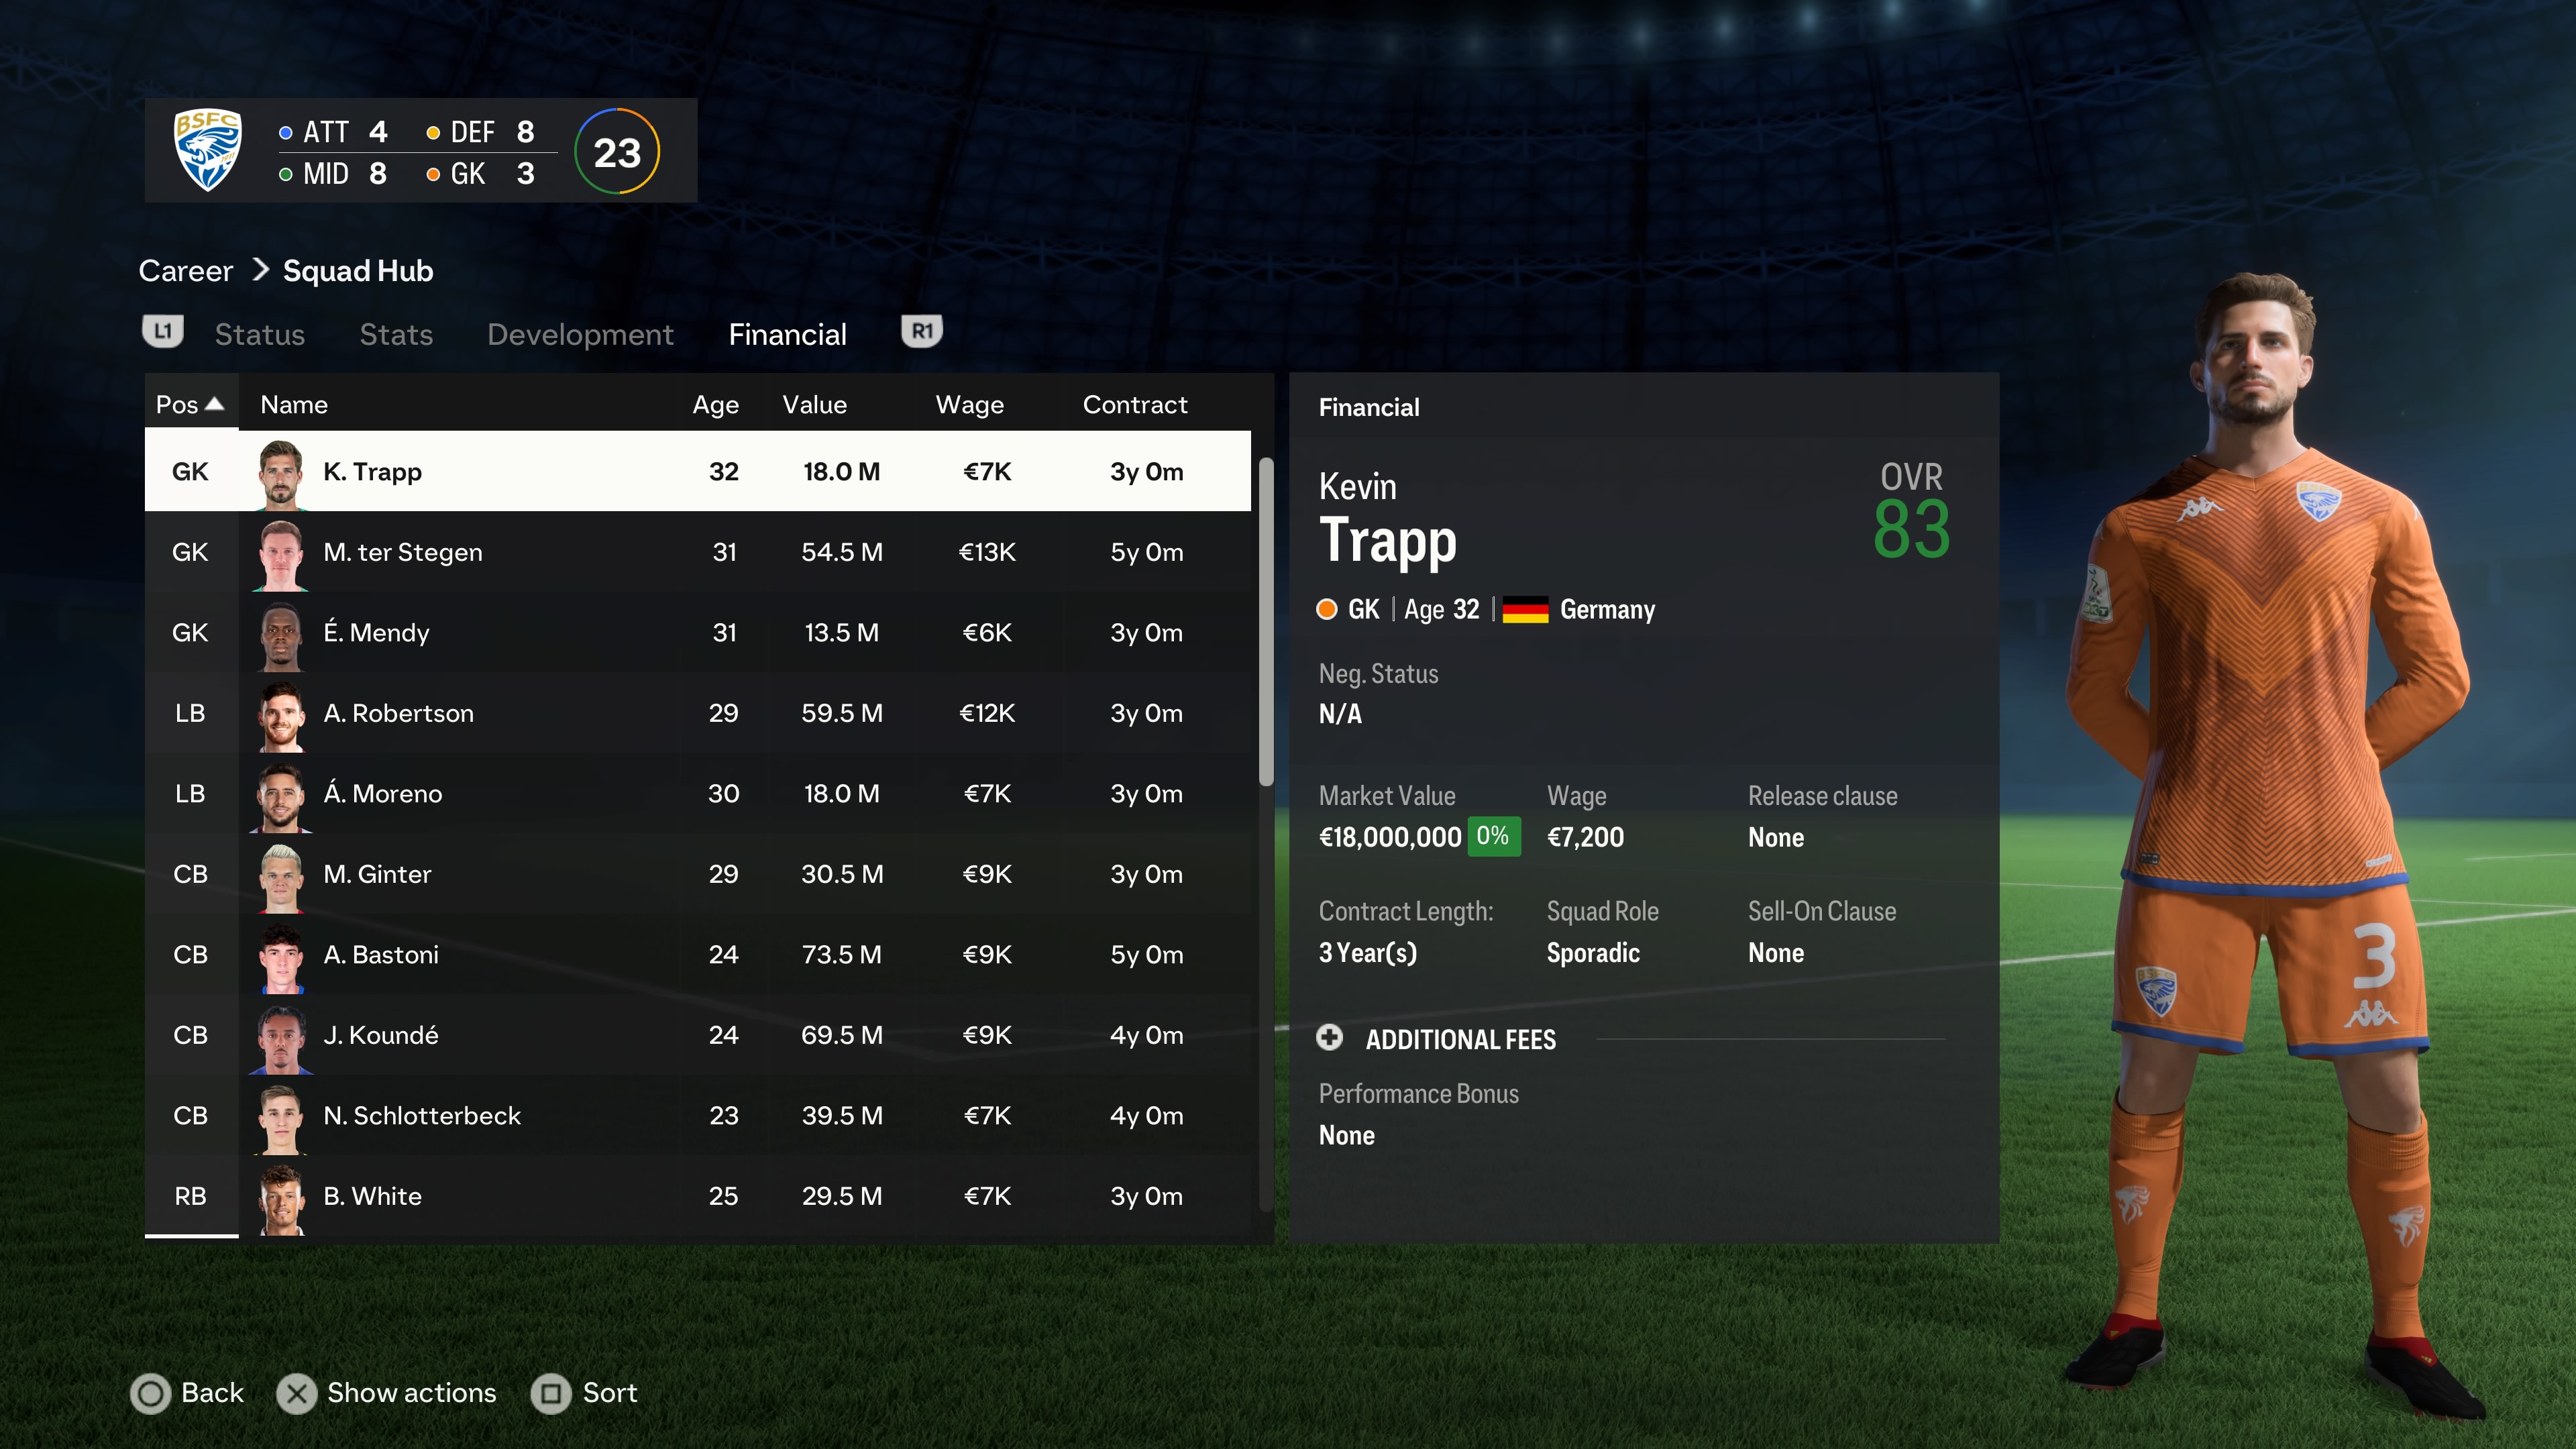 BSFC
ATT 4 DEF 8
MID 8 GK 3
23
Career > Squad Hub
L1 Status Stats Development Financial R1
Pos Name Age Value Wage Contract
GK K. Trapp 32 18.0 M €7K 3y 0m
GK M. ter Stegen 31 54.5 M €13K 5y 0m
GK É. Mendy 31 13.5 M €6K 3y 0m
LB A. Robertson 29 59.5 M €12K 3y 0m
LB Á. Moreno 30 18.0 M €7K 3y 0m
CB M. Ginter 29 30.5 M €9K 3y 0m
CB A. Bastoni 24 73.5 M €9K 5y 0m
CB J. Koundé 24 69.5 M €9K 4y 0m
CB N. Schlotterbeck 23 39.5 M €7K 4y 0m
RB B. White 25 29.5 M €7K 3y 0m
Financial
Kevin
Trapp
OVR
83
GK | Age 32 | Germany
Neg. Status
N/A
Market Value Wage Release clause
€18,000,000 0% €7,200 None
Contract Length: Squad Role Sell-On Clause
3 Year(s) Sporadic None
ADDITIONAL FEES
Performance Bonus
None
BSFC
3
BSFC
Back Show actions Sort